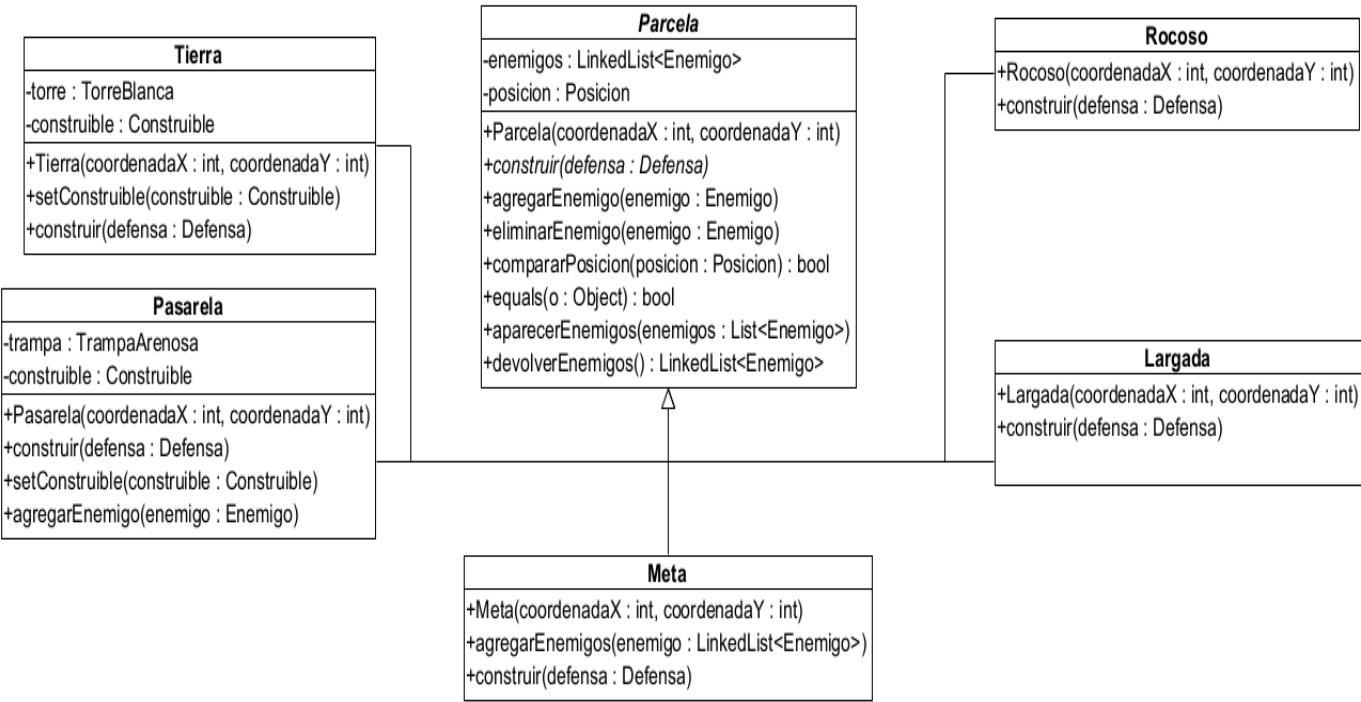 Tierra
-torre : TorreBlanca
-construible : Construible
+Tierra(coordenadaX : int, coordenadaY : int)
+setConstruible(construible : Construible)
+construir(defensa : Defensa)
Pasarela
-trampa : TrampaArenosa
-construible : Construible
+Pasarela(coordenadaX : int, coordenadaY : int)
+construir(defensa : Defensa)
+setConstruible(construible : Construible)
+agregarEnemigo(enemigo : Enemigo)
Parcela
-enemigos : LinkedList<Enemigo>
-posicion : Posicion
+Parcela(coordenadaX : int, coordenadaY : int)
+construir(defensa : Defensa)
+agregarEnemigo(enemigo : Enemigo)
+eliminarEnemigo(enemigo : Enemigo)
+compararPosicion(posicion : Posicion) : bool
+equals(o : Object) : bool
+aparecerEnemigos(enemigos : List<Enemigo>)
+devolverEnemigos() : LinkedList<Enemigo>
Rocoso
+Rocoso(coordenadaX : int, coordenadaY : int)
+construir(defensa : Defensa)
Largada
+Largada(coordenadaX : int, coordenadaY : int)
+construir(defensa : Defensa)
Meta
+Meta(coordenadaX : int, coordenadaY : int)
+agregarEnemigos(enemigo : LinkedList<Enemigo>)
+construir(defensa : Defensa)